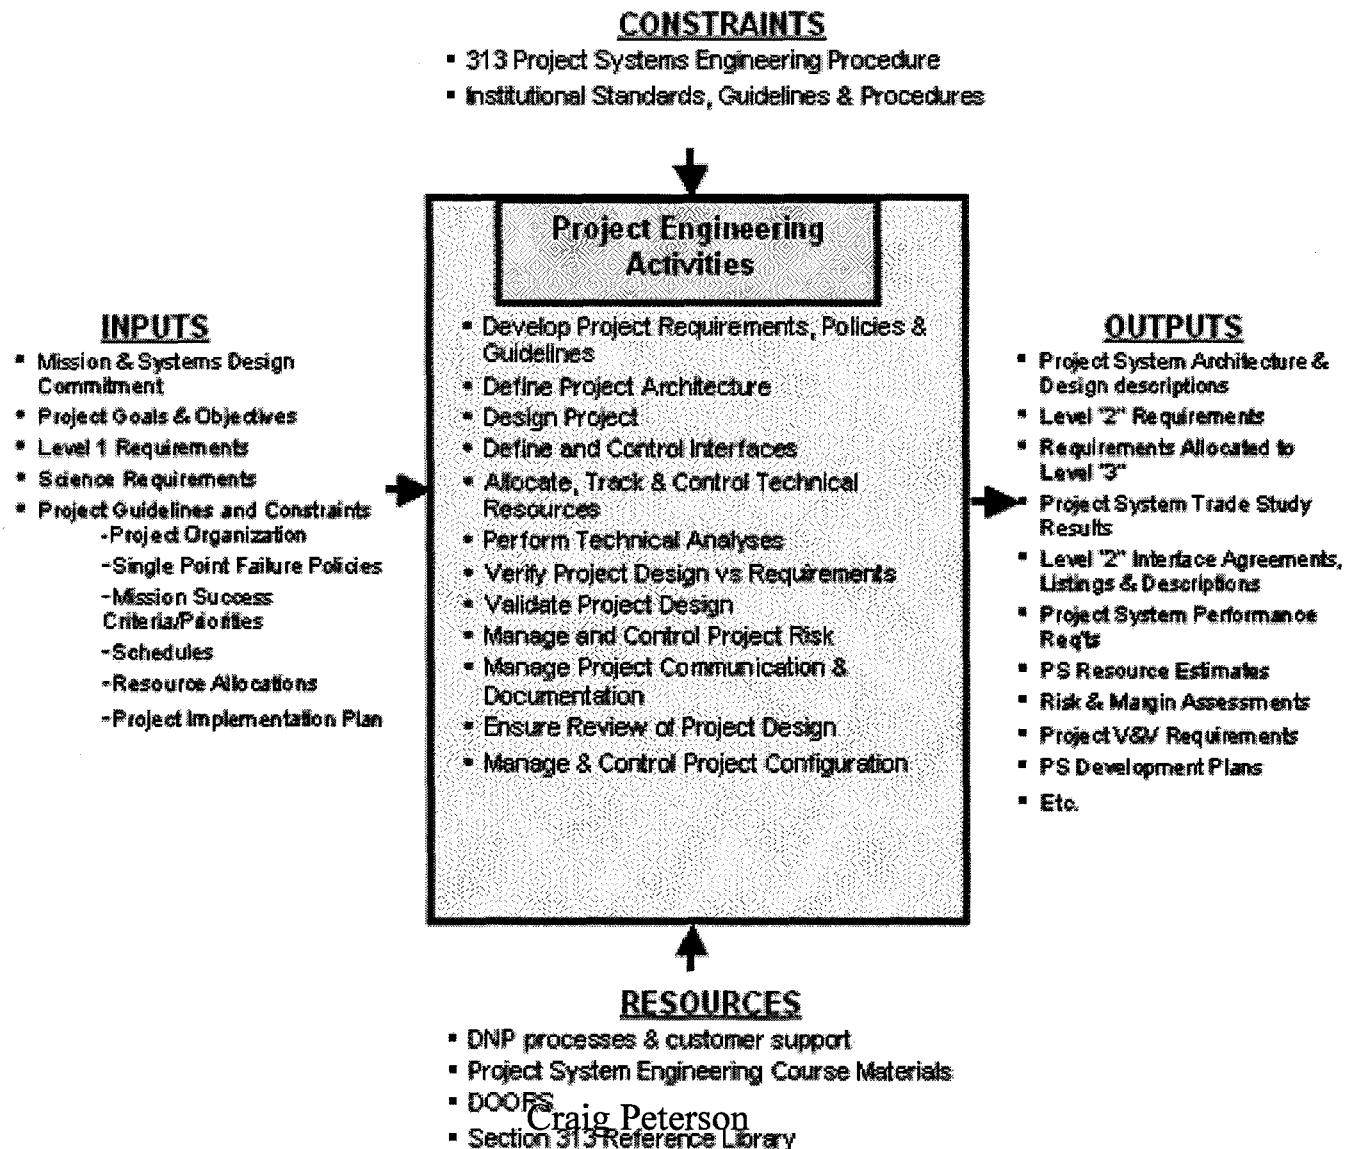 CONSTRAINTS
▪ 313 Project Systems Engineering Procedure
▪ Institutional Standards, Guidelines & Procedures
Project Engineering
Activities
▪ Develop Project Requirements, Policies &
Guidelines
▪ Define Project Architecture
▪ Design Project
▪ Define and Control Interfaces
▪ Allocate, Track & Control Technical
Resources
▪ Perform Technical Analyses
▪ Verify Project Design vs Requirements
▪ Validate Project Design
▪ Manage and Control Project Risk
▪ Manage Project Communication &
Documentation
▪ Ensure Review of Project Design
▪ Manage & Control Project Configuration
INPUTS
▪ Mission & Systems Design
Commitment
▪ Project Goals & Objectives
▪ Level 1 Requirements
▪ Science Requirements
▪ Project Guidelines and Constraints
-Project Organization
-Single Point Failure Policies
-Mission Success
Criteria/Priorities
-Schedules
-Resource Allocations
-Project Implementation Plan
OUTPUTS
▪ Project System Architecture &
Design descriptions
▪ Level "2" Requirements
▪ Requirements Allocated to
Level "3"
▪ Project System Trade Study
Results
▪ Level "2" Interface Agreements,
Listings & Descriptions
▪ Project System Performance
Req'ts
▪ PS Resource Estimates
▪ Risk & Margin Assessments
▪ Project V&V Requirements
▪ PS Development Plans
▪ Etc.
RESOURCES
▪ DNP processes & customer support
▪ Project System Engineering Course Materials
▪ DOORS
Craig Peterson
▪ Section 313 Reference Library